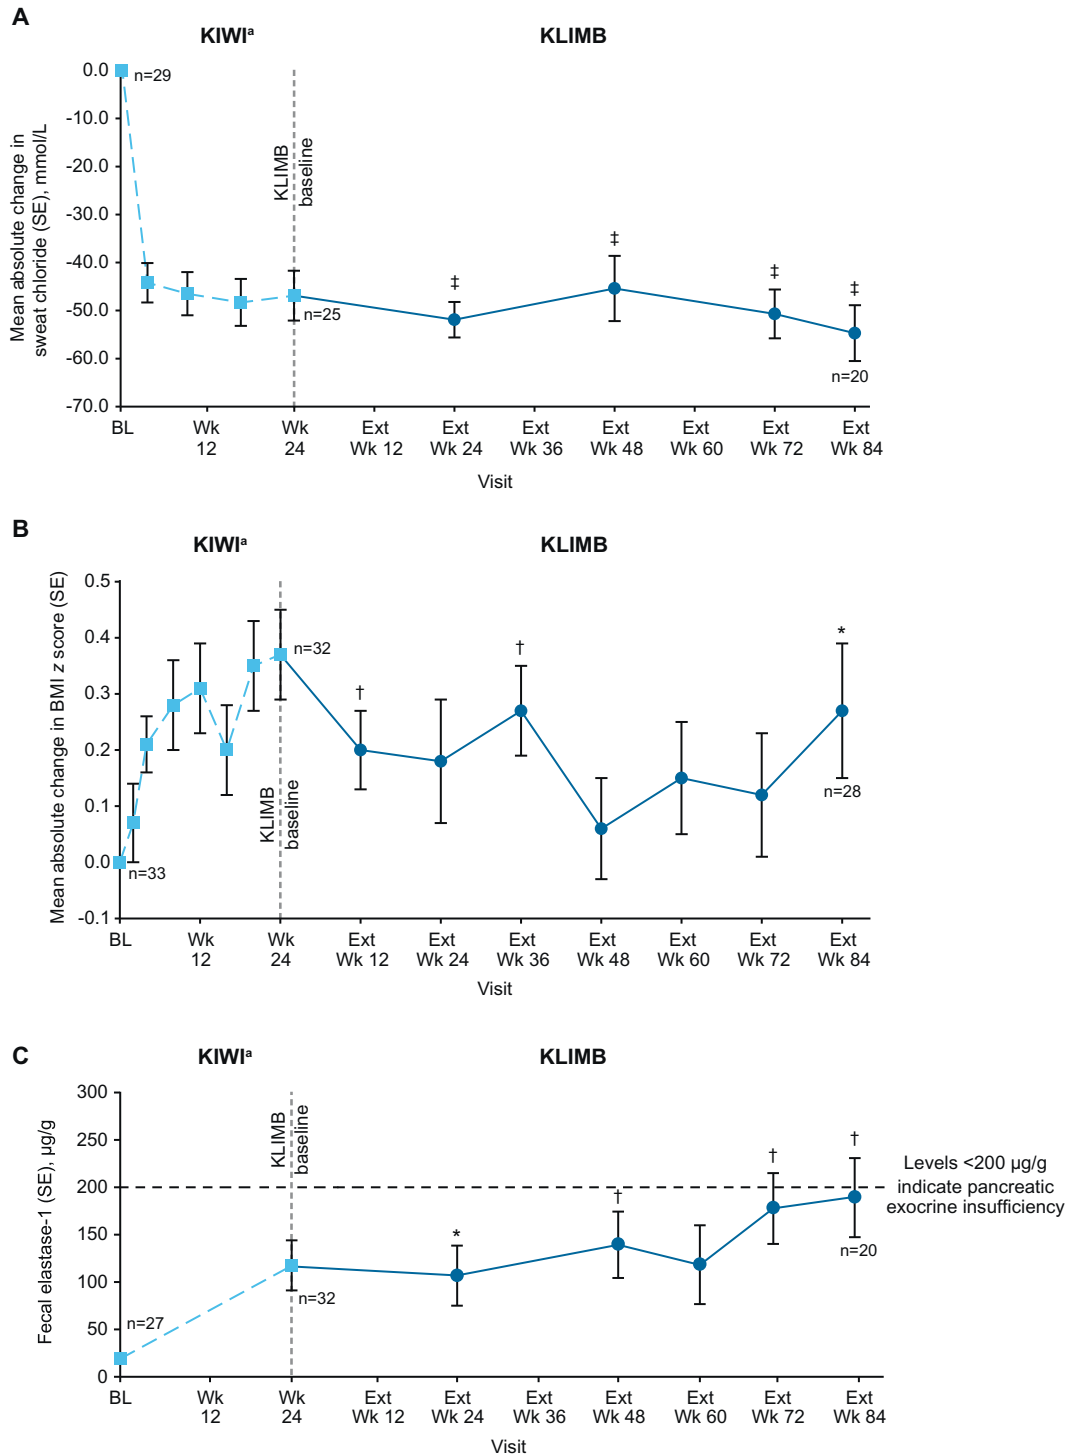 A
KIWIa KLIMB
Mean absolute change in
sweat chloride (SE), mmol/L
0.0
-10.0
-20.0
-30.0
-40.0
-50.0
-60.0
-70.0
n=29
KLIMB
baseline
n=25
‡ ‡ ‡ ‡
n=20
BL Wk 12 Wk 24 Ext Wk 12 Ext Wk 24 Ext Wk 36 Ext Wk 48 Ext Wk 60 Ext Wk 72 Ext Wk 84
Visit
B
KIWIa KLIMB
Mean absolute change in BMI z score (SE)
0.5
0.4
0.3
0.2
0.1
0.0
-0.1
n=33
KLIMB
baseline
n=32
† † *
n=28
BL Wk 12 Wk 24 Ext Wk 12 Ext Wk 24 Ext Wk 36 Ext Wk 48 Ext Wk 60 Ext Wk 72 Ext Wk 84
Visit
C
KIWIa KLIMB
Fecal elastase-1 (SE), µg/g
300
250
200
150
100
50
0
n=27
KLIMB
baseline
n=32
* † † †
n=20
Levels <200 µg/g
indicate pancreatic
exocrine insufficiency
BL Wk 12 Wk 24 Ext Wk 12 Ext Wk 24 Ext Wk 36 Ext Wk 48 Ext Wk 60 Ext Wk 72 Ext Wk 84
Visit